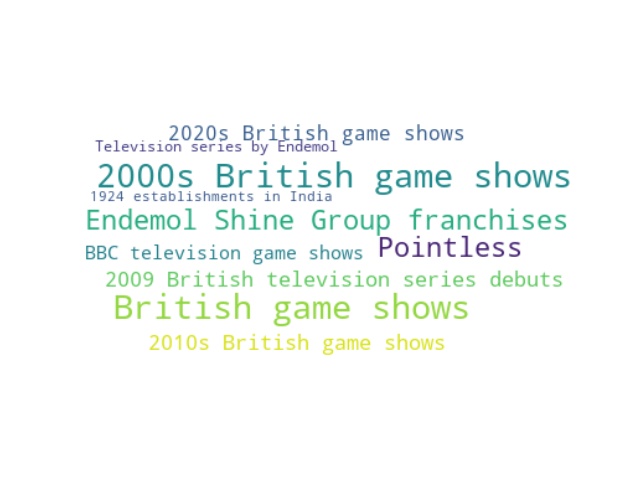 2020s British game shows
Television series by Endemol
2000s British game shows
1924 establishments in India
Endemol Shine Group franchises
BBC television game shows Pointless
2009 British television series debuts
British game shows
2010s British game shows